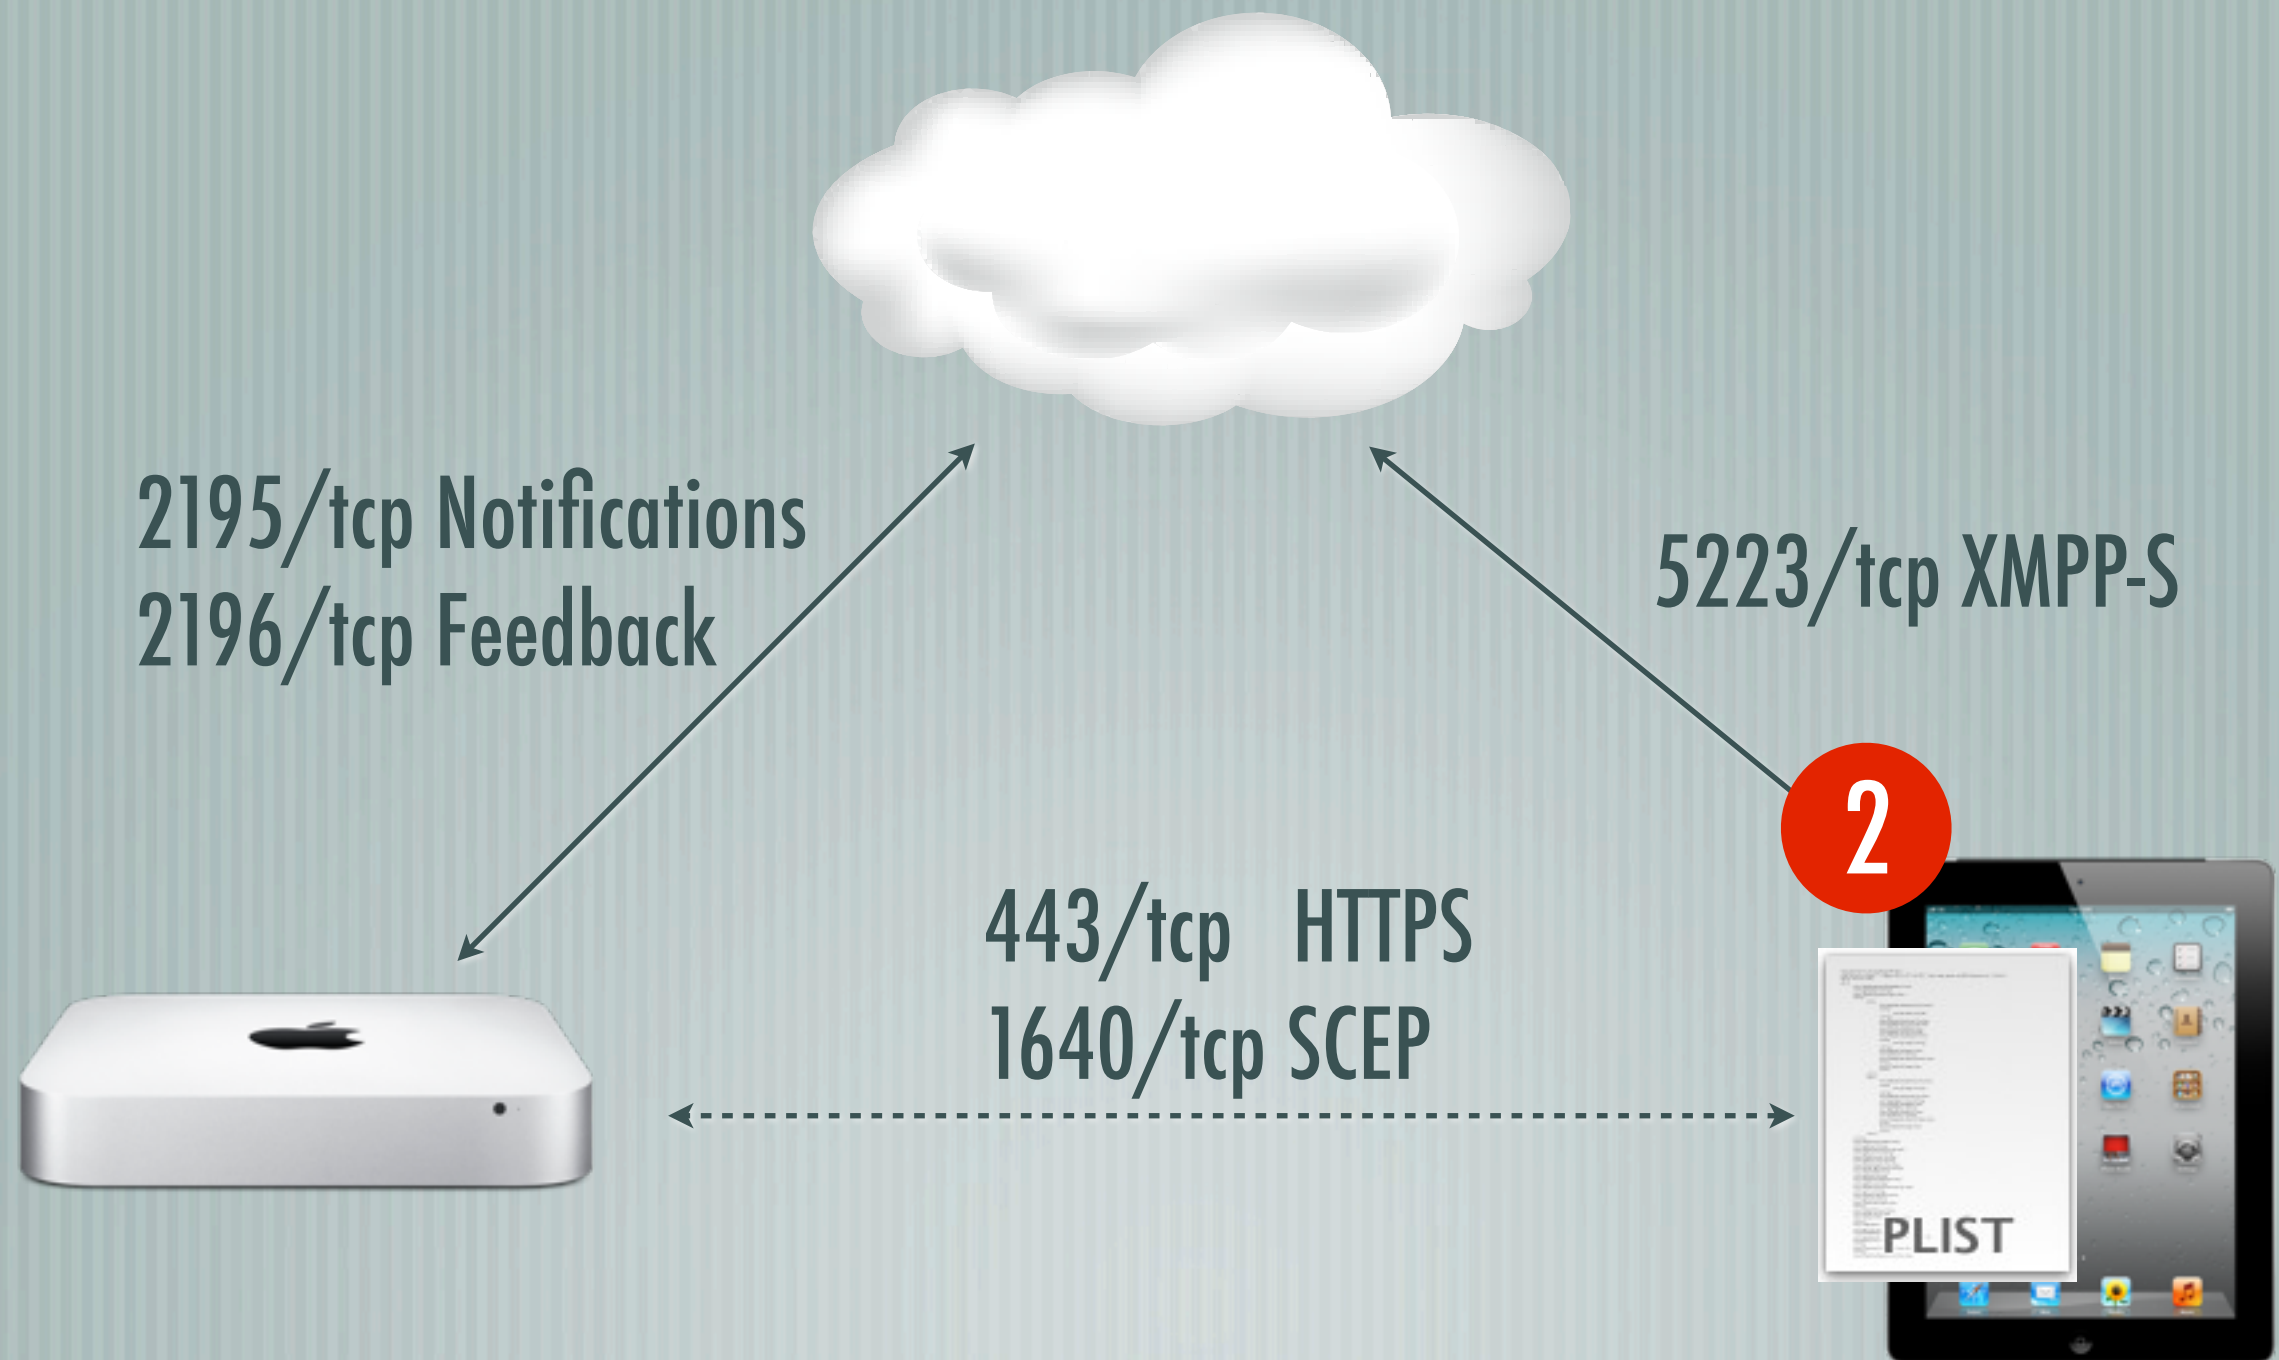 2195/tcp Notifications
2196/tcp Feedback
5223/tcp XMPP-S
2
443/tcp HTTPS
1640/tcp SCEP
PLIST